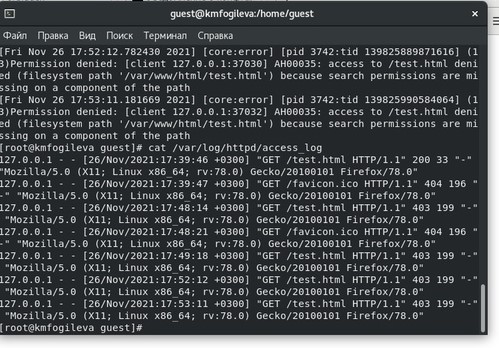 guest@kmfogileva:/home/guest
Файл Правка Вид Поиск Терминал Справка
[Fri Nov 26 17:52:12.782430 2021] [core:error] [pid 3742:tid 139825889871616] (1
3)Permission denied: [client 127.0.0.1:37030] AH00035: access to /test.html deni
ed (filesystem path '/var/www/html/test.html') because search permissions are mi
ssing on a component of the path
[Fri Nov 26 17:53:11.181669 2021] [core:error] [pid 3742:tid 139825990584064] (1
3)Permission denied: [client 127.0.0.1:37032] AH00035: access to /test.html deni
ed (filesystem path '/var/www/html/test.html') because search permissions are mi
ssing on a component of the path
[root@kmfogileva guest]# cat /var/log/httpd/access_log
127.0.0.1 - - [26/Nov/2021:17:39:46 +0300] "GET /test.html HTTP/1.1" 200 33 "-"
"Mozilla/5.0 (X11; Linux x86_64; rv:78.0) Gecko/20100101 Firefox/78.0"
127.0.0.1 - - [26/Nov/2021:17:39:47 +0300] "GET /favicon.ico HTTP/1.1" 404 196 "
-" "Mozilla/5.0 (X11; Linux x86_64; rv:78.0) Gecko/20100101 Firefox/78.0"
127.0.0.1 - - [26/Nov/2021:17:48:14 +0300] "GET /test.html HTTP/1.1" 403 199 "-"
"Mozilla/5.0 (X11; Linux x86_64; rv:78.0) Gecko/20100101 Firefox/78.0"
127.0.0.1 - - [26/Nov/2021:17:48:21 +0300] "GET /favicon.ico HTTP/1.1" 404 196 "
-" "Mozilla/5.0 (X11; Linux x86_64; rv:78.0) Gecko/20100101 Firefox/78.0"
127.0.0.1 - - [26/Nov/2021:17:49:18 +0300] "GET /test.html HTTP/1.1" 403 199 "-"
"Mozilla/5.0 (X11; Linux x86_64; rv:78.0) Gecko/20100101 Firefox/78.0"
127.0.0.1 - - [26/Nov/2021:17:52:12 +0300] "GET /test.html HTTP/1.1" 403 199 "-"
"Mozilla/5.0 (X11; Linux x86_64; rv:78.0) Gecko/20100101 Firefox/78.0"
127.0.0.1 - - [26/Nov/2021:17:53:11 +0300] "GET /test.html HTTP/1.1" 403 199 "-"
"Mozilla/5.0 (X11; Linux x86_64; rv:78.0) Gecko/20100101 Firefox/78.0"
[root@kmfogileva guest]#